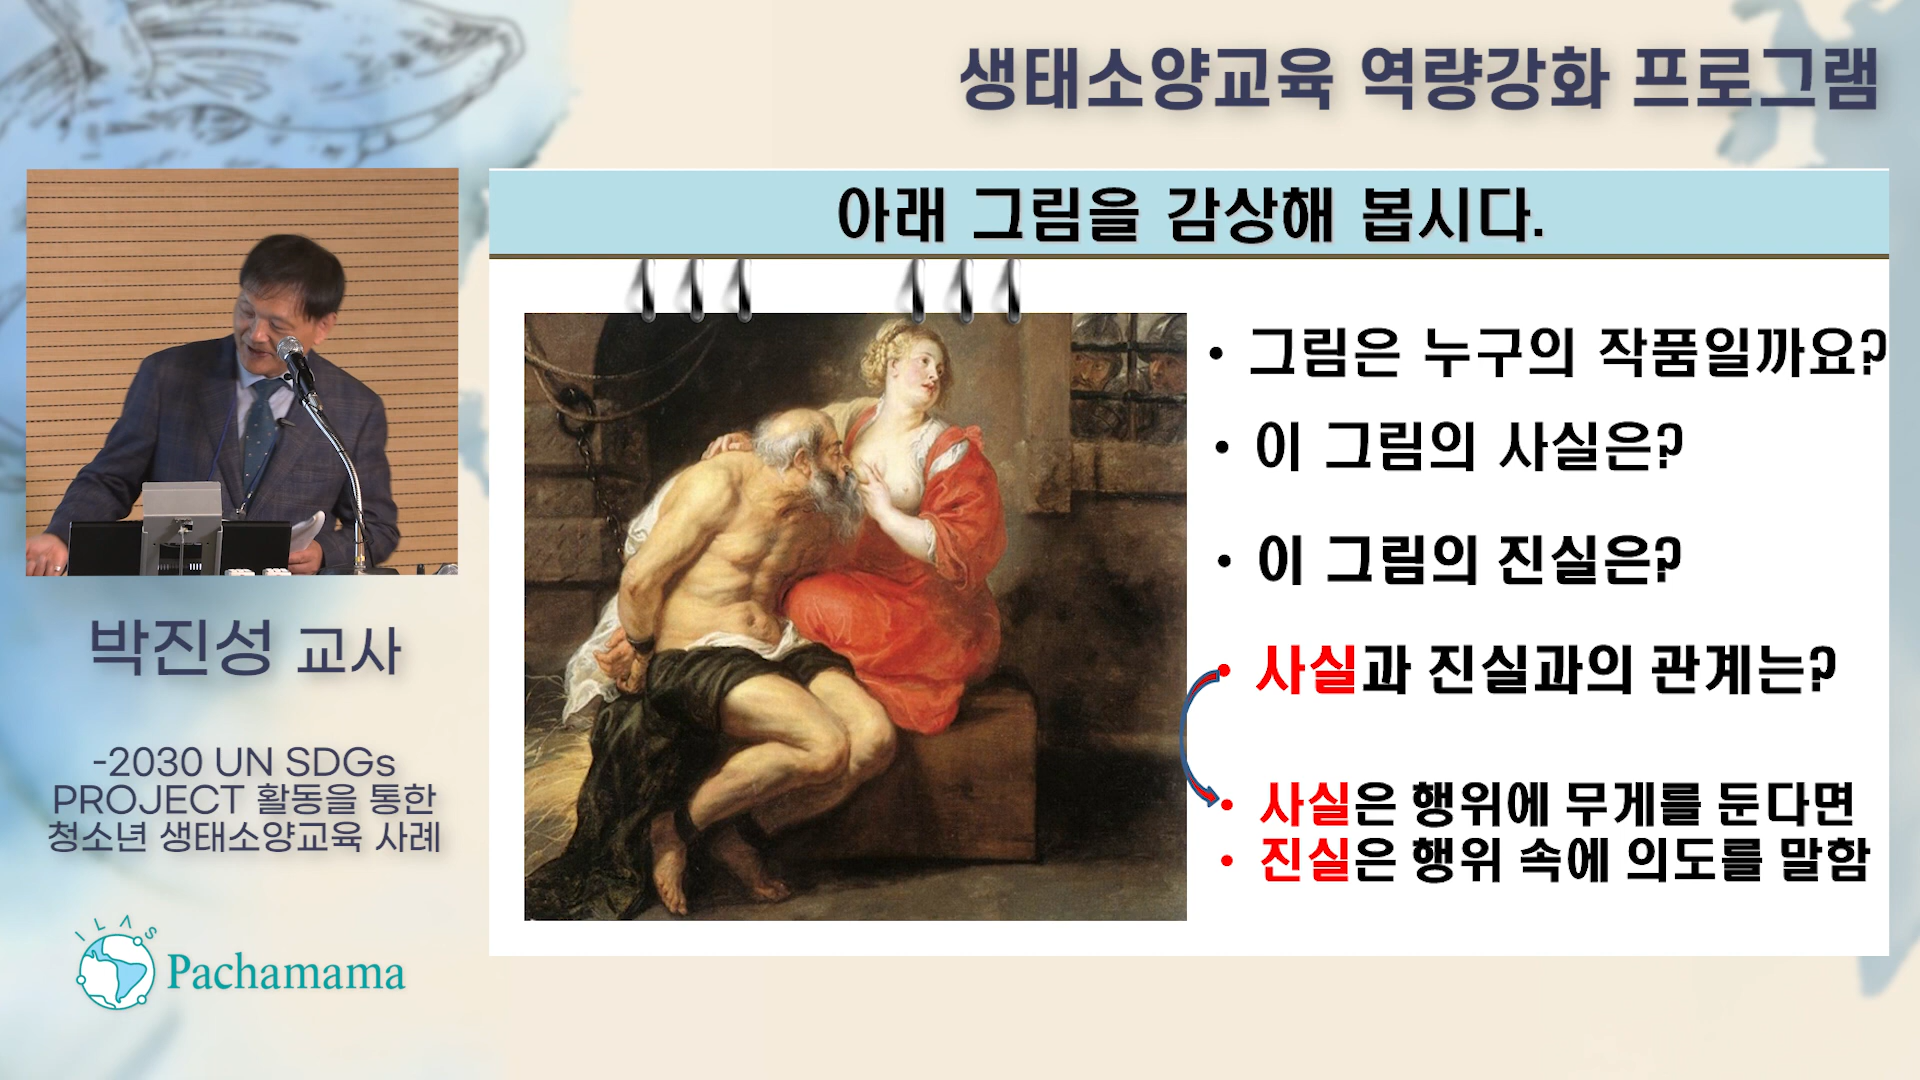 생태소양교육 역량강화 프로그램
아래 그림을 감상해 봅시다.
• 그림은 누구의 작품일까요?
• 이 그림의 사실은?
• 이 그림의 진실은?
• 사실과 진실과의 관계는?
• 사실은 행위에 무게를 둔다면
• 진실은 행위 속에 의도를 말함
박진성 교사
-2030 UN SDGs
PROJECT 활동을 통한
청소년 생태소양교육 사례
ILAS
Pachamama